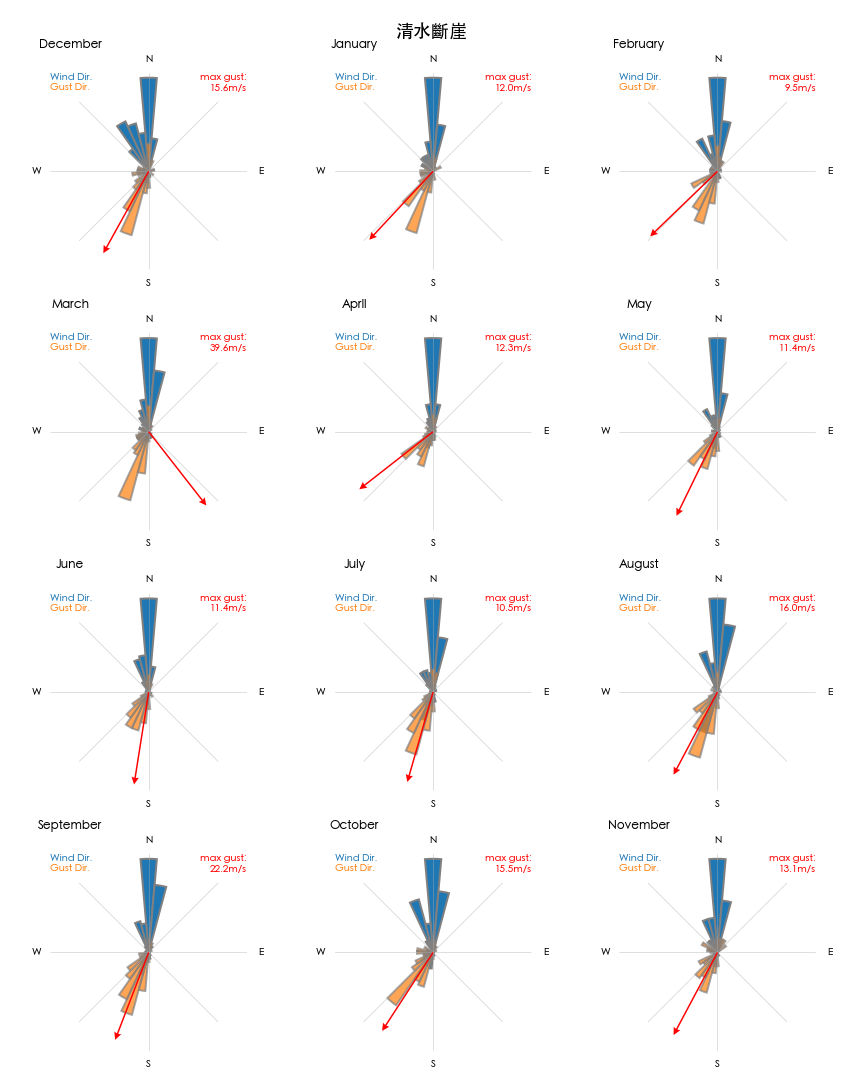 清水斷崖
December
N
Wind Dir.
Gust Dir.
max gust:
15.6m/s
W
E
S
January
N
Wind Dir.
Gust Dir.
max gust:
12.0m/s
W
E
S
February
N
Wind Dir.
Gust Dir.
max gust:
9.5m/s
W
E
S
March
N
Wind Dir.
Gust Dir.
max gust:
39.6m/s
W
E
S
April
N
Wind Dir.
Gust Dir.
max gust:
12.3m/s
W
E
S
May
N
Wind Dir.
Gust Dir.
max gust:
11.4m/s
W
E
S
June
N
Wind Dir.
Gust Dir.
max gust:
11.4m/s
W
E
S
July
N
Wind Dir.
Gust Dir.
max gust:
10.5m/s
W
E
S
August
N
Wind Dir.
Gust Dir.
max gust:
16.0m/s
W
E
S
September
N
Wind Dir.
Gust Dir.
max gust:
22.2m/s
W
E
S
October
N
Wind Dir.
Gust Dir.
max gust:
15.5m/s
W
E
S
November
N
Wind Dir.
Gust Dir.
max gust:
13.1m/s
W
E
S